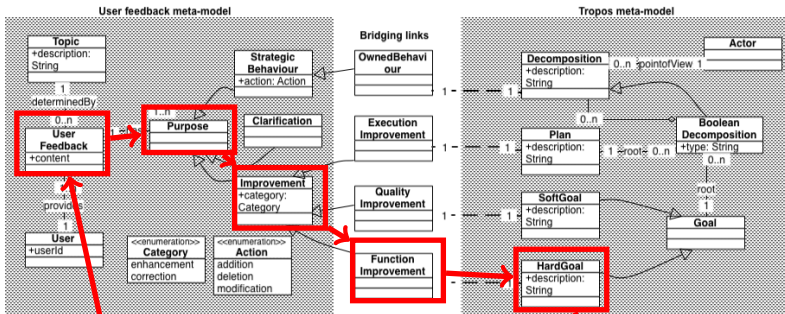 User feedback meta-model
Bridging links
Tropos meta-model
Topic
+description:
String
1
determinedBy
0..n
User
Feedback
+content
1
1..n
Purpose
Strategic
Behaviour
+action: Action
Clarification
Improvement
+category:
Category
provides
1
User
+userId
<<enumeration>>
Category
enhancement
correction
<<enumeration>>
Action
addition
deletion
modification
OwnedBehavi
our
Execution
Improvement
Quality
Improvement
Function
Improvement
1
1
1
1
1
1
1
Decomposition
+description:
String
0..n
pointofView
1
Actor
0..n
Plan
+description:
String
1
root
0..n
Boolean
Decomposition
+type: String
0..n
root
1
SoftGoal
+description:
String
Goal
HardGoal
+description:
String